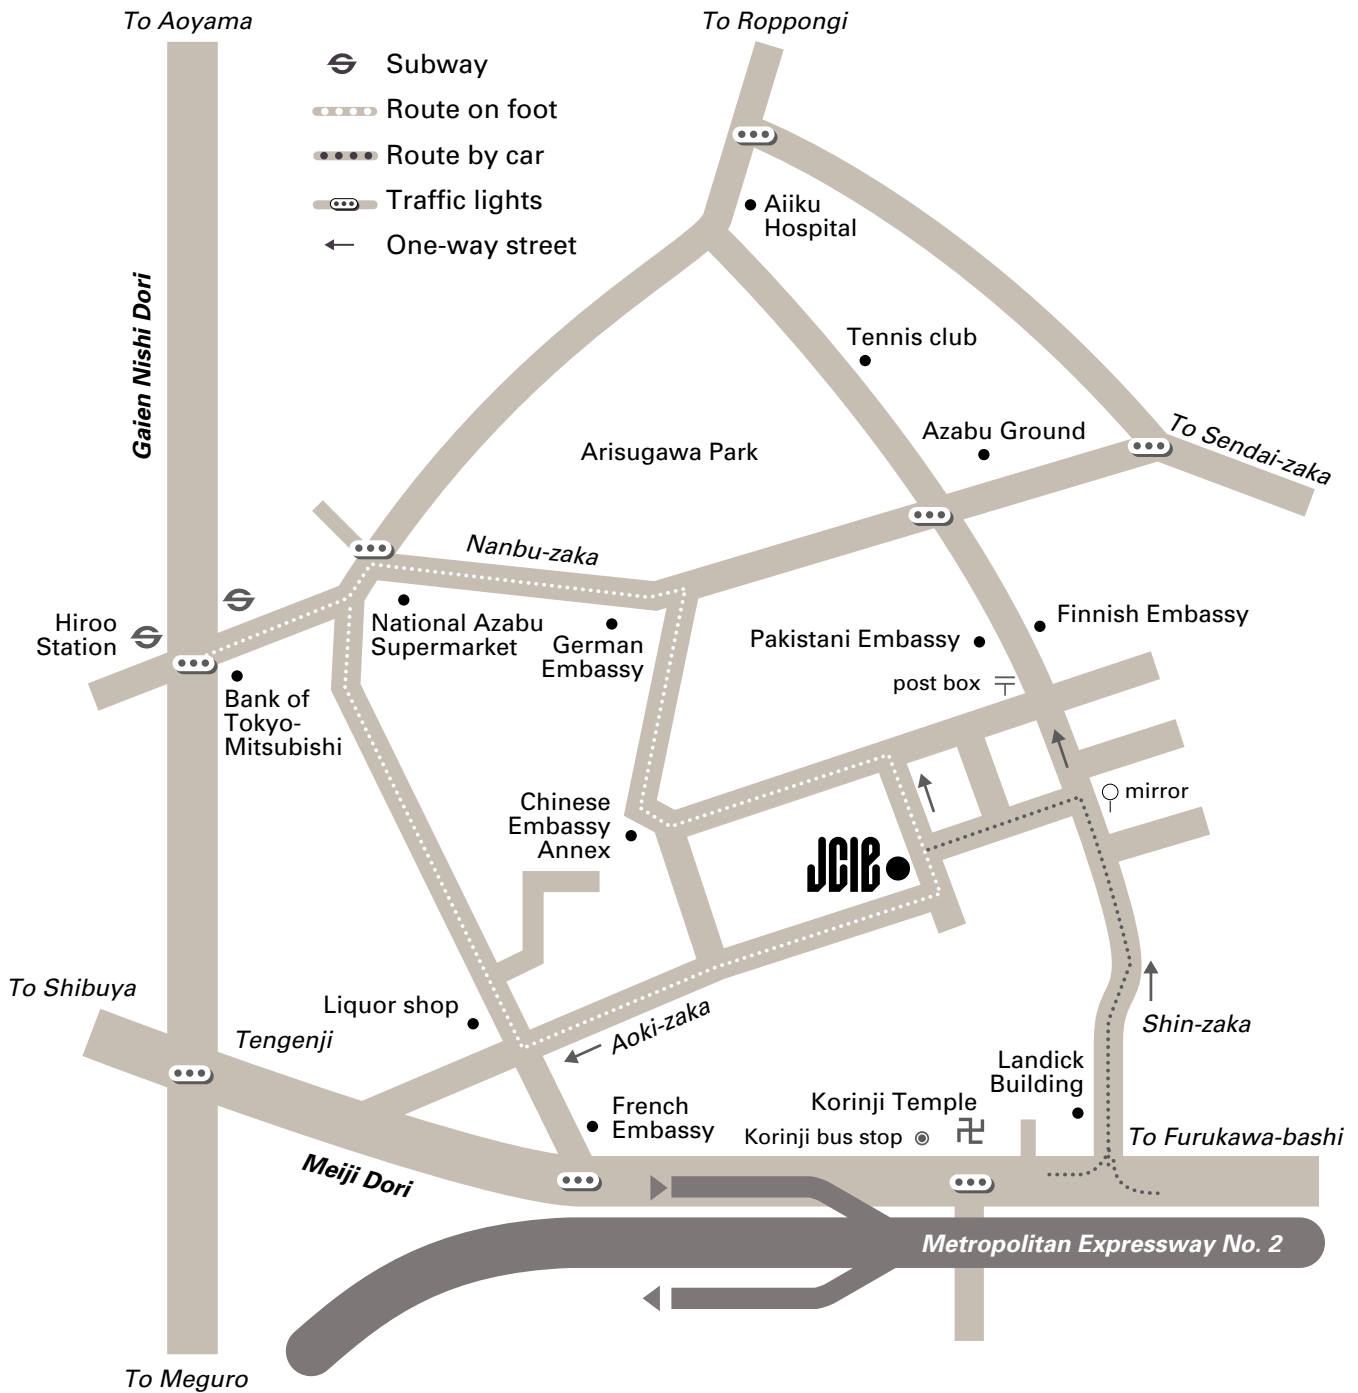 To Aoyama
To Roppongi
Subway
Route on foot
Route by car
Traffic lights
One-way street
Aiiku
Hospital
Gaien Nishi Dori
Tennis club
Azabu Ground
To Sendai-zaka
Arisugawa Park
Nanbu-zaka
Hiroo
Station
National Azabu
Supermarket
German
Embassy
Finnish Embassy
Pakistani Embassy
post box
Bank of
Tokyo-
Mitsubishi
mirror
Chinese
Embassy
Annex
JCIE
To Shibuya
Liquor shop
Tengenji
Aoki-zaka
Shin-zaka
Landick
Building
French
Embassy
Korinji Temple
Korinji bus stop
To Furukawa-bashi
Meiji Dori
Metropolitan Expressway No. 2
To Meguro